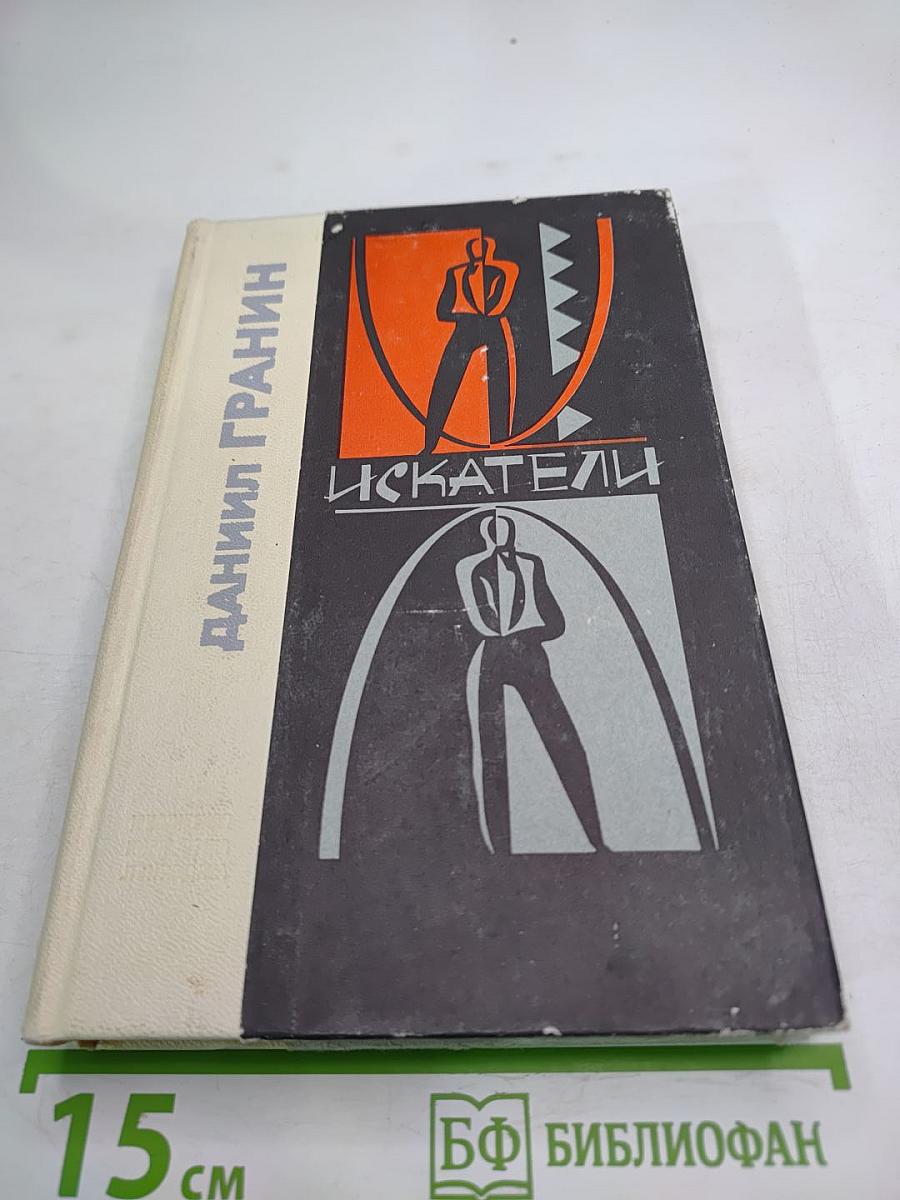 ДАНИИЛ ГРАНИН
ИСКАТЕЛИ
15 см
БФ БИБЛИОФАН